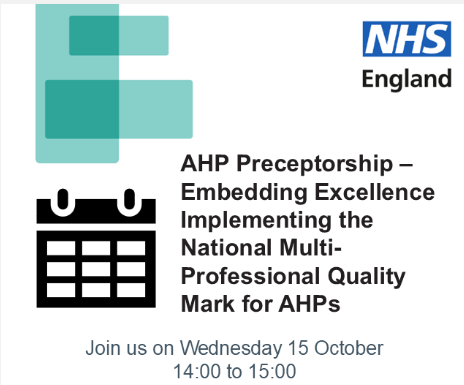 NHS
England
AHP Preceptorship –
Embedding Excellence
Implementing the
National Multi-
Professional Quality
Mark for AHPs
Join us on Wednesday 15 October
14:00 to 15:00